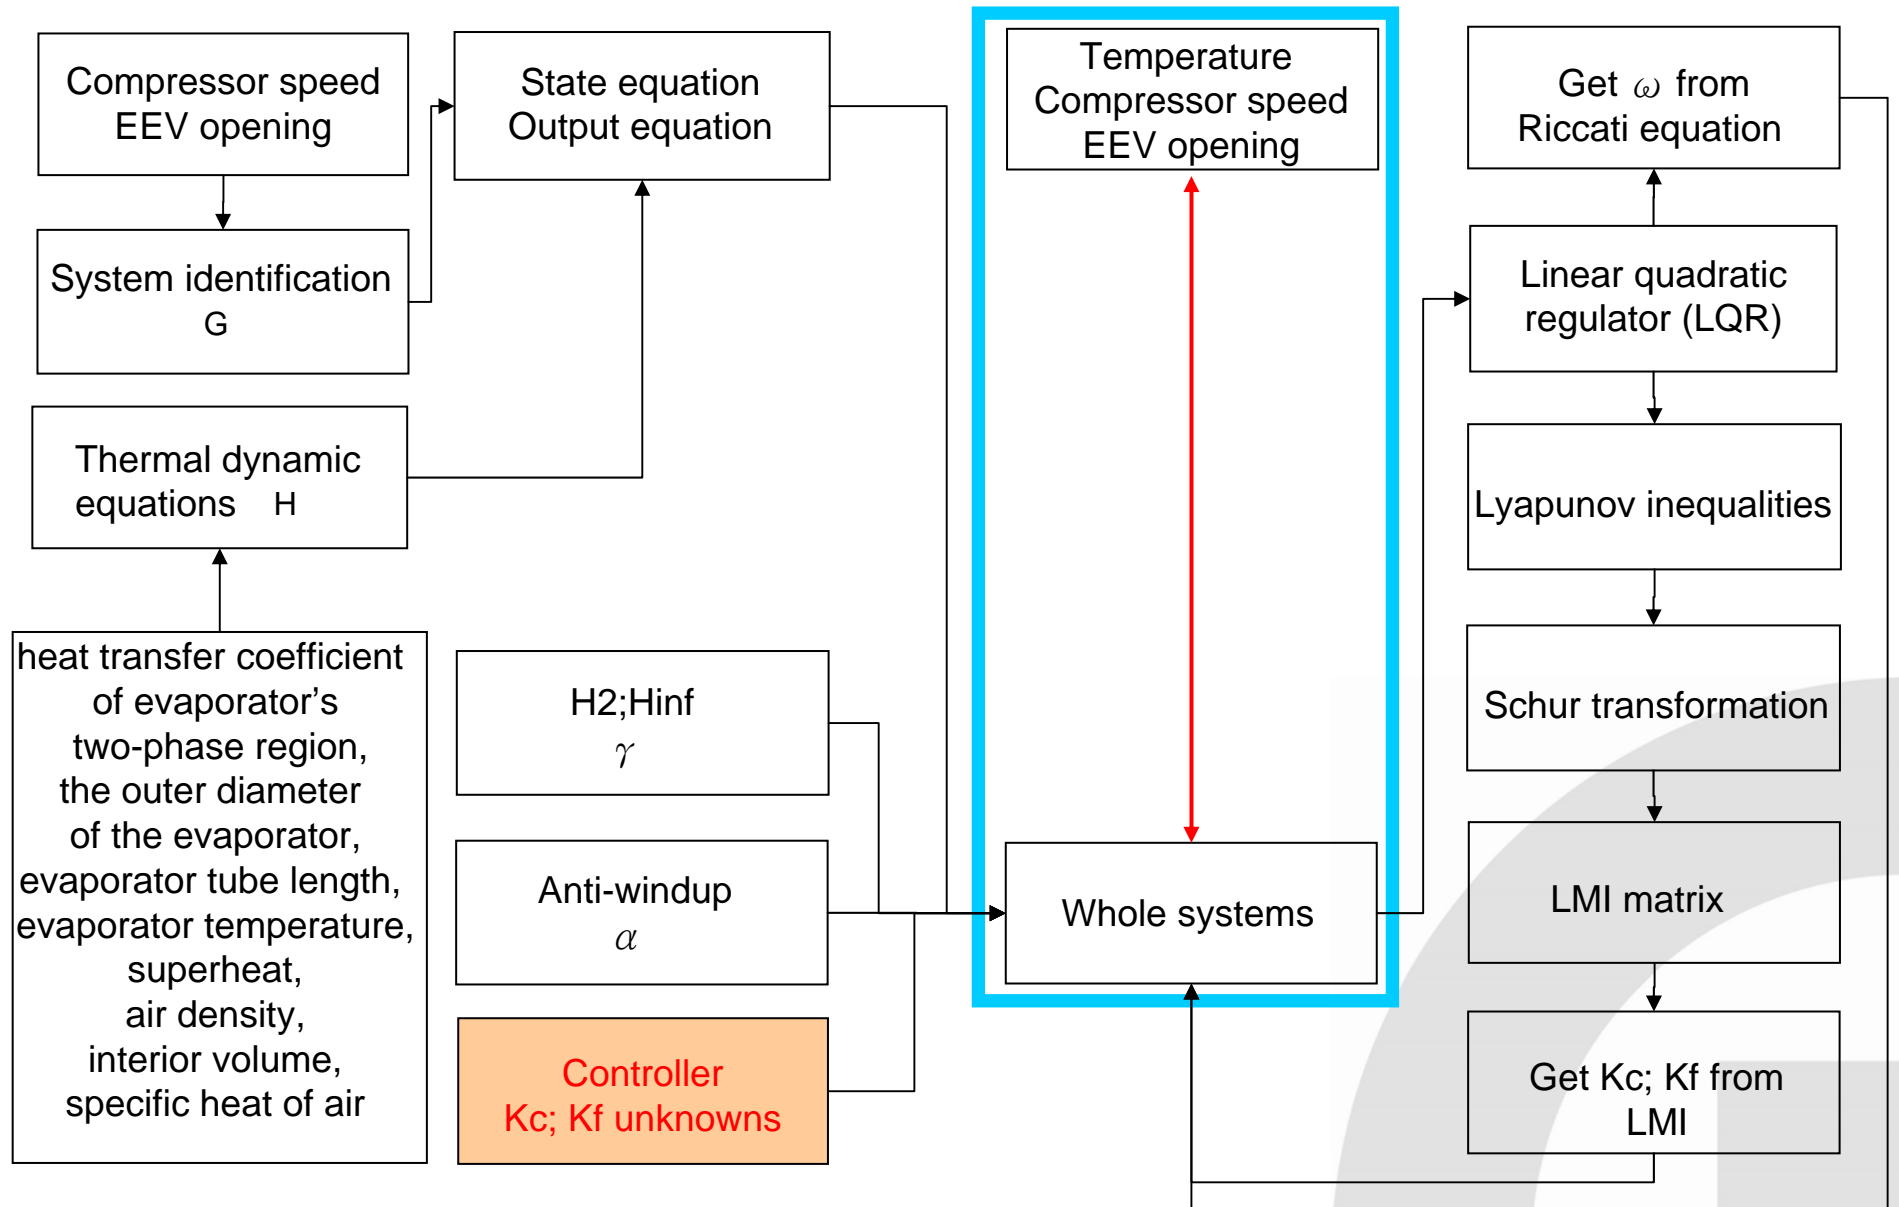 Compressor speed
EEV opening
System identification
G
Thermal dynamic
equations H
heat transfer coefficient
of evaporator’s
two-phase region,
the outer diameter
of the evaporator,
evaporator tube length,
evaporator temperature,
superheat,
air density,
interior volume,
specific heat of air
State equation
Output equation
H2;Hinf
γ
Anti-windup
α
Controller
Kc; Kf unknowns
Temperature
Compressor speed
EEV opening
Whole systems
Get ω from
Riccati equation
Linear quadratic
regulator (LQR)
Lyapunov inequalities
Schur transformation
LMI matrix
Get Kc; Kf from
LMI